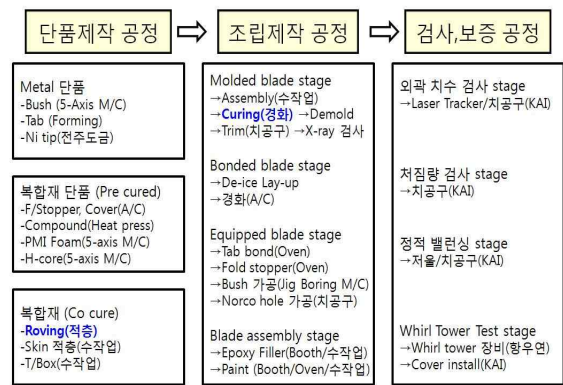 단품제작 공정
조립제작 공정
검사,보증 공정
Metal 단품
-Bush (5-Axis M/C)
-Tab (Forming)
-Ni tip(전주도금)
복합재 단품 (Pre cured)
-F/Stopper, Cover(A/C)
-Compound(Heat press)
-PMI Foam(5-axis M/C)
-H-core(5-axis M/C)
복합재 (Co cure)
-Roving(적층)
-Skin 적층(수작업)
-T/Box(수작업)
Molded blade stage
→Assembly(수작업)
→Curing(경화) →Demold
→Trim(치공구) →X-ray 검사
Bonded blade stage
→De-ice Lay-up
→경화(A/C)
Equipped blade stage
→Tab bond(Oven)
→Fold stopper(Oven)
→Bush 가공(Jig Boring M/C)
→Norco hole 가공(치공구)
Blade assembly stage
→Epoxy Filler(Booth/수작업)
→Paint (Booth/Oven/수작업)
외곽 치수 검사 stage
→Laser Tracker/치공구(KAI)
처짐량 검사 stage
→치공구(KAI)
정적 밸런싱 stage
→저울/치공구(KAI)
Whirl Tower Test stage
→Whirl tower 장비(항우연)
→Cover install(KAI)